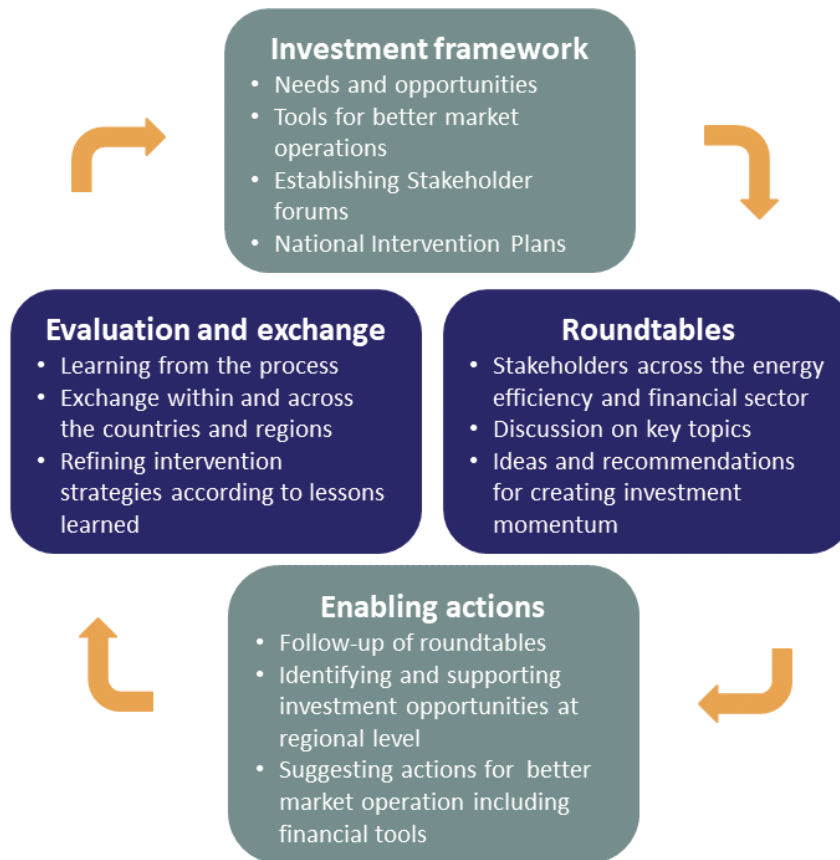 Investment framework
• Needs and opportunities
• Tools for better market
operations
• Establishing Stakeholder
forums
• National Intervention Plans
Evaluation and exchange
• Learning from the process
• Exchange within and across
the countries and regions
• Refining intervention
strategies according to lessons
learned
Roundtables
• Stakeholders across the energy
efficiency and financial sector
• Discussion on key topics
• Ideas and recommendations
for creating investment
momentum
Enabling actions
• Follow-up of roundtables
• Identifying and supporting
investment opportunities at
regional level
• Suggesting actions for better
market operation including
financial tools